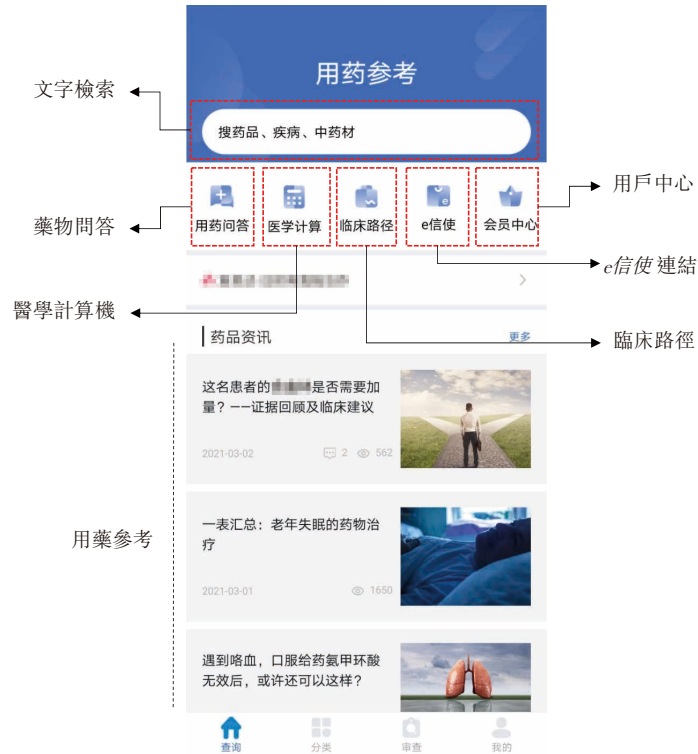 用药参考
文字檢索
搜药品、疾病、中药材
用戶中心
藥物問答
用药问答 医学计算 临床路径 e信使 会员中心
e信使 連結
醫學計算機
臨床路徑
药品资讯 更多
这名患者的 是否需要加
量?——证据回顾及临床建议
2021-03-02 2 562
用藥參考
一表汇总:老年失眠的药物治
疗
2021-03-01 1650
遇到咯血,口服给药氨甲环酸
无效后,或许还可以这样?
查询 分类 审查 我的